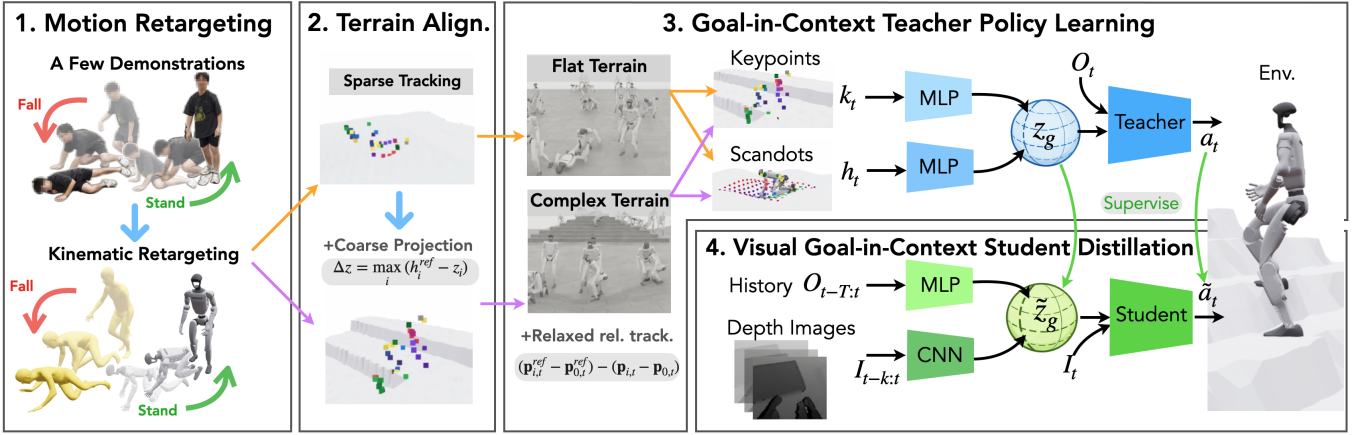 1. Motion Retargeting
A Few Demonstrations
Fall
Stand
Kinematic Retargeting
Fall
Stand
2. Terrain Align.
Sparse Tracking
+Coarse Projection
Δz = max_i (h_i^{ref} − z_i)
3. Goal-in-Context Teacher Policy Learning
Flat Terrain
Complex Terrain
+Relaxed rel. track.
(p_{i,t}^{ref} − p_{0,t}^{ref}) − (p_{i,t} − p_{0,t})
Keypoints
k_t
MLP
Scandots
h_t
MLP
z_g
O_t
Teacher
a_t
Env.
Supervise
4. Visual Goal-in-Context Student Distillation
History O_{t−T:t}
MLP
Depth Images
I_{t−k:t}
CNN
z̃_g
I_t
Student
ã_t